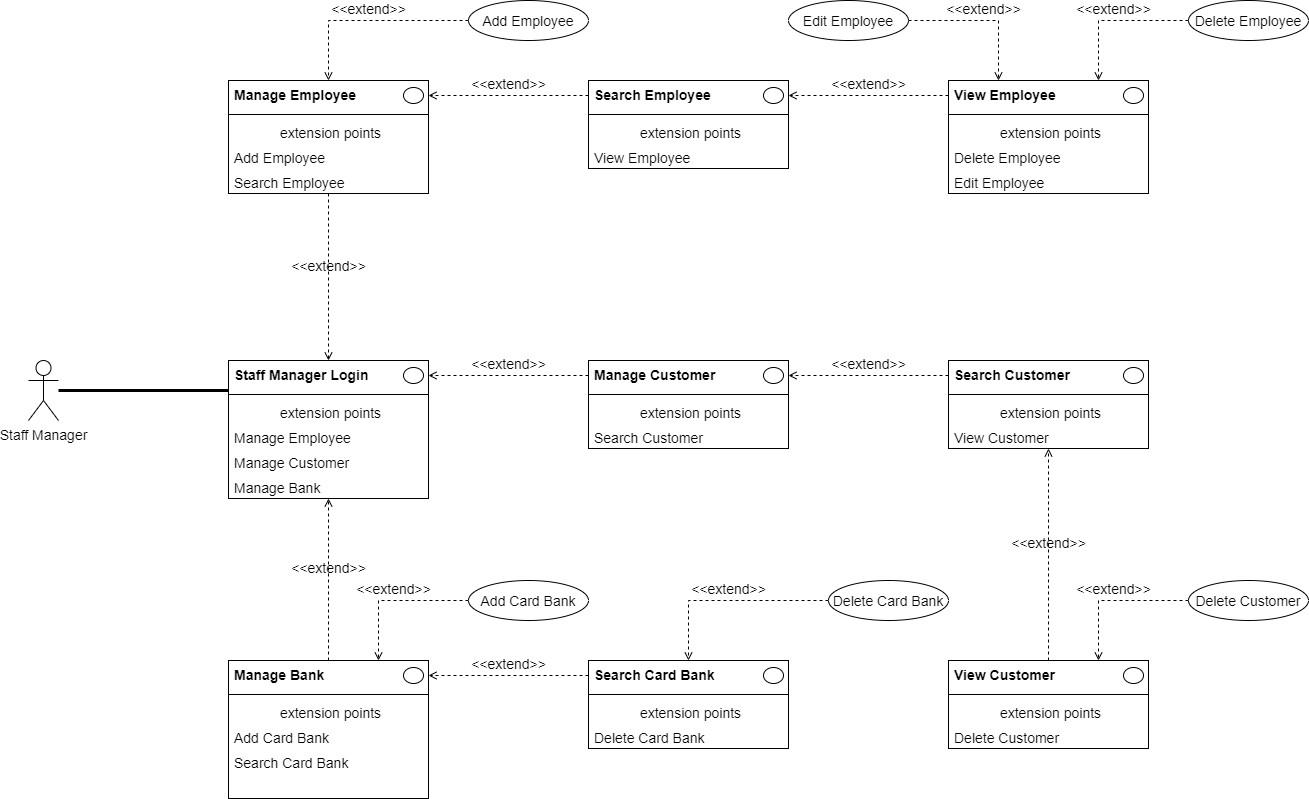 <<extend>>
Add Employee
Edit Employee
<<extend>>
<<extend>>
Delete Employee
Manage Employee
extension points
Add Employee
Search Employee
<<extend>>
Search Employee
extension points
View Employee
<<extend>>
View Employee
extension points
Delete Employee
Edit Employee
<<extend>>
Staff Manager
Staff Manager Login
extension points
Manage Employee
Manage Customer
Manage Bank
<<extend>>
Manage Customer
extension points
Search Customer
<<extend>>
Search Customer
extension points
View Customer
<<extend>>
<<extend>>
<<extend>>
Add Card Bank
<<extend>>
Delete Card Bank
<<extend>>
Delete Customer
Manage Bank
extension points
Add Card Bank
Search Card Bank
<<extend>>
Search Card Bank
extension points
Delete Card Bank
View Customer
extension points
Delete Customer